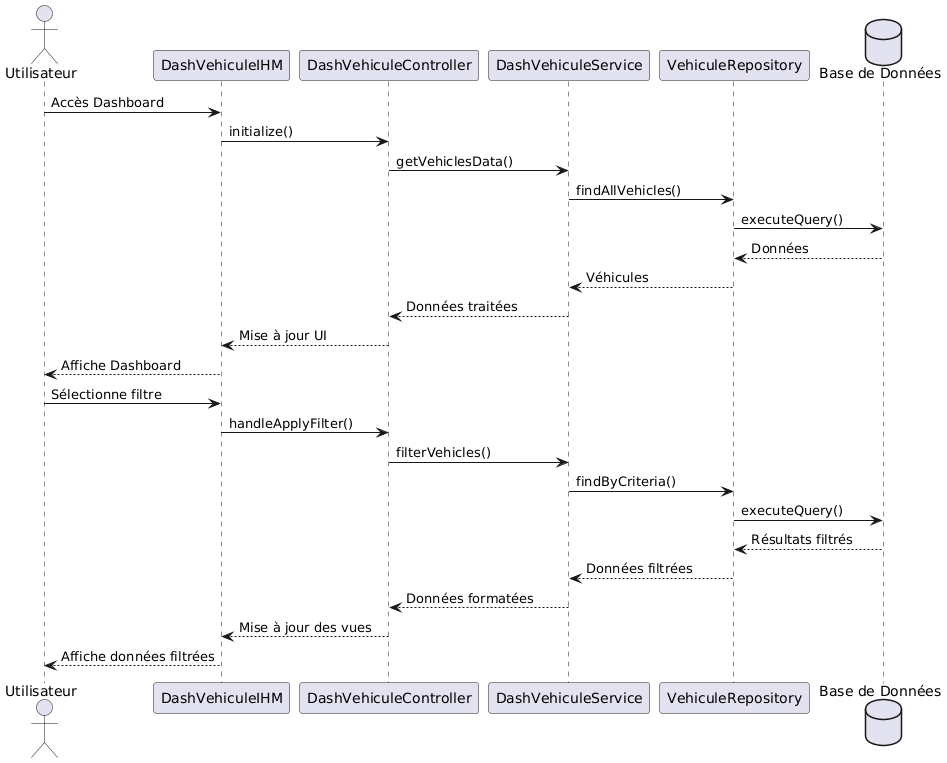 Utilisateur
DashVehiculeIHM
DashVehiculeController
DashVehiculeService
VehiculeRepository
Base de Données
Accès Dashboard
initialize()
getVehiclesData()
findAllVehicles()
executeQuery()
Données
Véhicules
Données traitées
Mise à jour UI
Affiche Dashboard
Sélectionne filtre
handleApplyFilter()
filterVehicles()
findByCriteria()
executeQuery()
Résultats filtrés
Données filtrées
Données formatées
Mise à jour des vues
Affiche données filtrées
Utilisateur
DashVehiculeIHM
DashVehiculeController
DashVehiculeService
VehiculeRepository
Base de Données